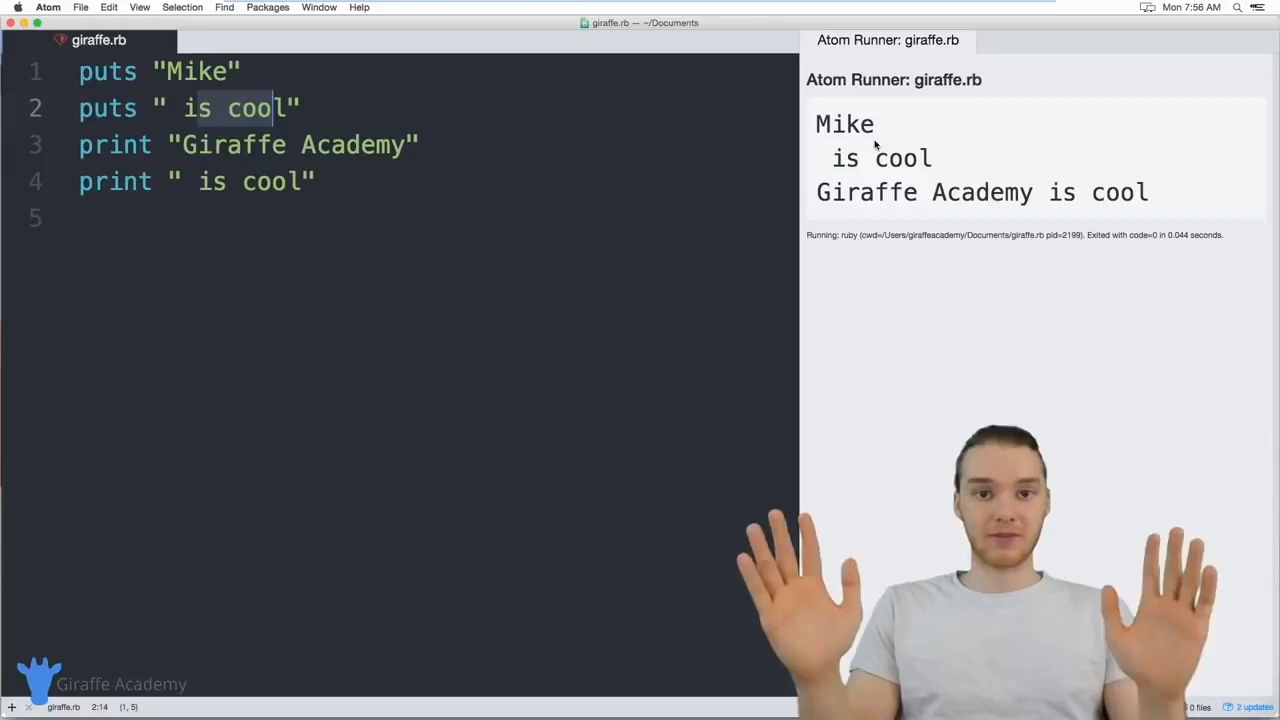 Atom File Edit View Selection Find Packages Window Help Mon 7:56 AM
giraffe.rb — ~/Documents
giraffe.rb
1 puts "Mike"
2 puts " is cool"
3 print "Giraffe Academy"
4 print " is cool"
5
Atom Runner: giraffe.rb
Atom Runner: giraffe.rb
Mike
is cool
Giraffe Academy is cool
Running: ruby (cwd=/Users/giraffeacademy/Documents/giraffe.rb pid=2199). Exited with code=0 in 0.044 seconds.
Giraffe Academy
giraffe.rb 2:14 (1, 5) 0 files 2 updates